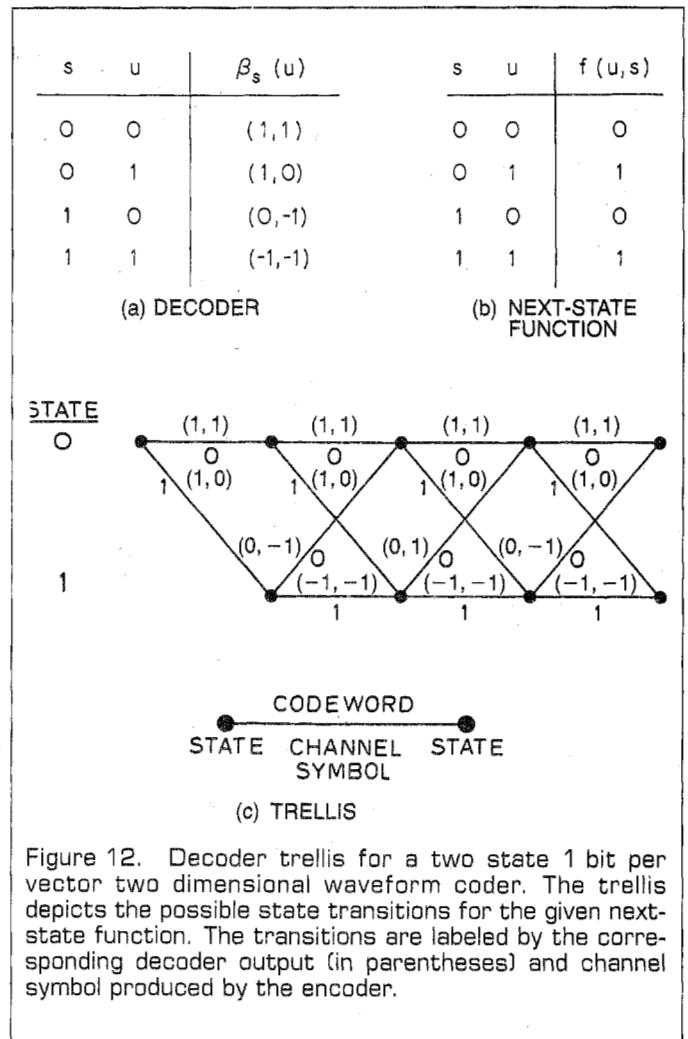 s u β_s (u) s u f (u,s)
0 0 (1,1) 0 0 0
0 1 (1,0) 0 1 1
1 0 (0,-1) 1 0 0
1 1 (-1,-1) 1 1 1
(a) DECODER (b) NEXT-STATE
FUNCTION
STATE
0
(1,1) (1,1) (1,1) (1,1)
0 0 0 0
1 (1,0) 1 (1,0) 1 (1,0) 1 (1,0)
(0,-1) 0 (0,1) 0 (0,-1) 0
1
(-1,-1) (-1,-1) (-1,-1)
1 1 1
CODEWORD
STATE CHANNEL STATE
SYMBOL
(c) TRELLIS
Figure 12. Decoder trellis for a two state 1 bit per
vector two dimensional waveform coder. The trellis
depicts the possible state transitions for the given next-
state function. The transitions are labeled by the corre-
sponding decoder output (in parentheses) and channel
symbol produced by the encoder.